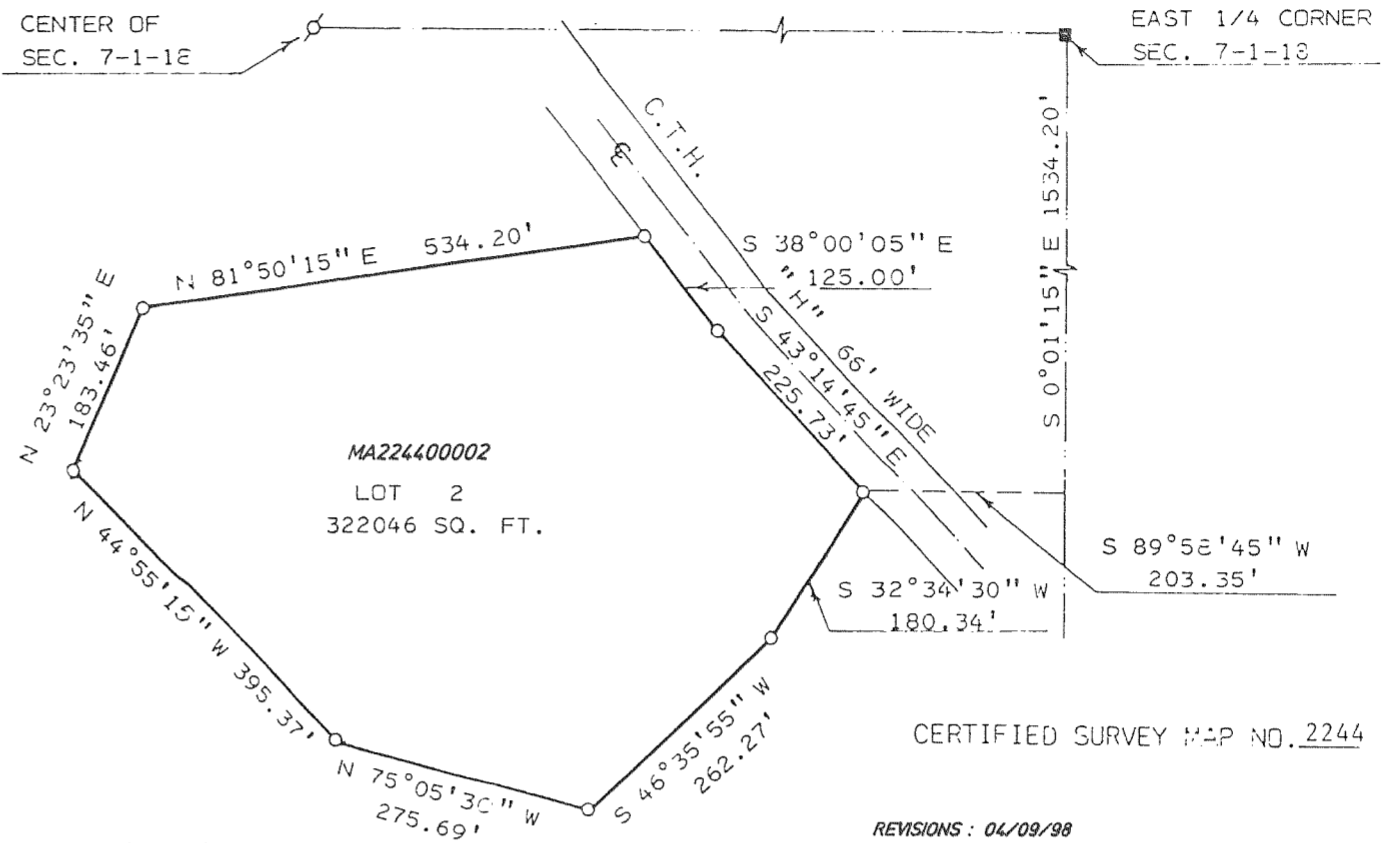 CENTER OF
SEC. 7-1-18
EAST 1/4 CORNER
SEC. 7-1-18
C.T.H.
"H"
66' WIDE
S 0°01'15" E 1534.20'
N 81°50'15" E 534.20'
S 38°00'05" E
125.00'
S 43°14'45" E
225.73'
N 23°23'35" E
183.46'
MA224400002
LOT 2
322046 SQ. FT.
S 89°58'45" W
203.35'
S 32°34'30" W
180.34'
N 44°55'15" W 395.37'
S 46°35'55" W
262.27'
N 75°05'30" W
275.69'
CERTIFIED SURVEY MAP NO. 2244
REVISIONS : 04/09/98